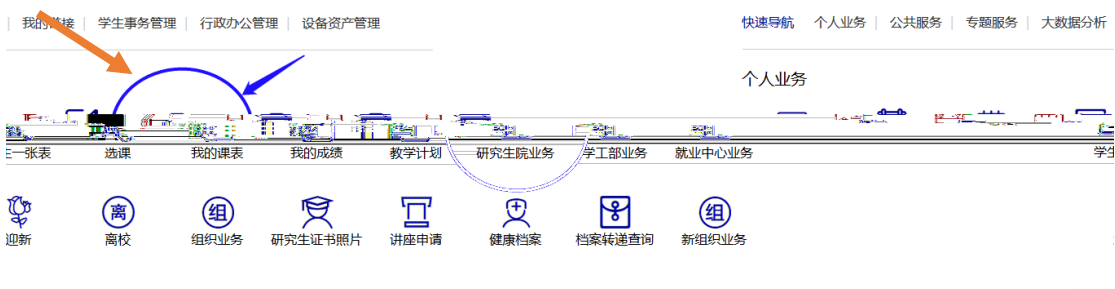 我的链接 学生事务管理 行政办公管理 设备资产管理
快速导航 个人业务 公共服务 专题服务 大数据分析
个人业务
一张表 选课 我的课表 我的成绩 教学计划 研究生院业务 学工部业务 就业中心业务 学生
离 组 组
迎新 离校 组织业务 研究生证书照片 讲座申请 健康档案 档案转递查询 新组织业务